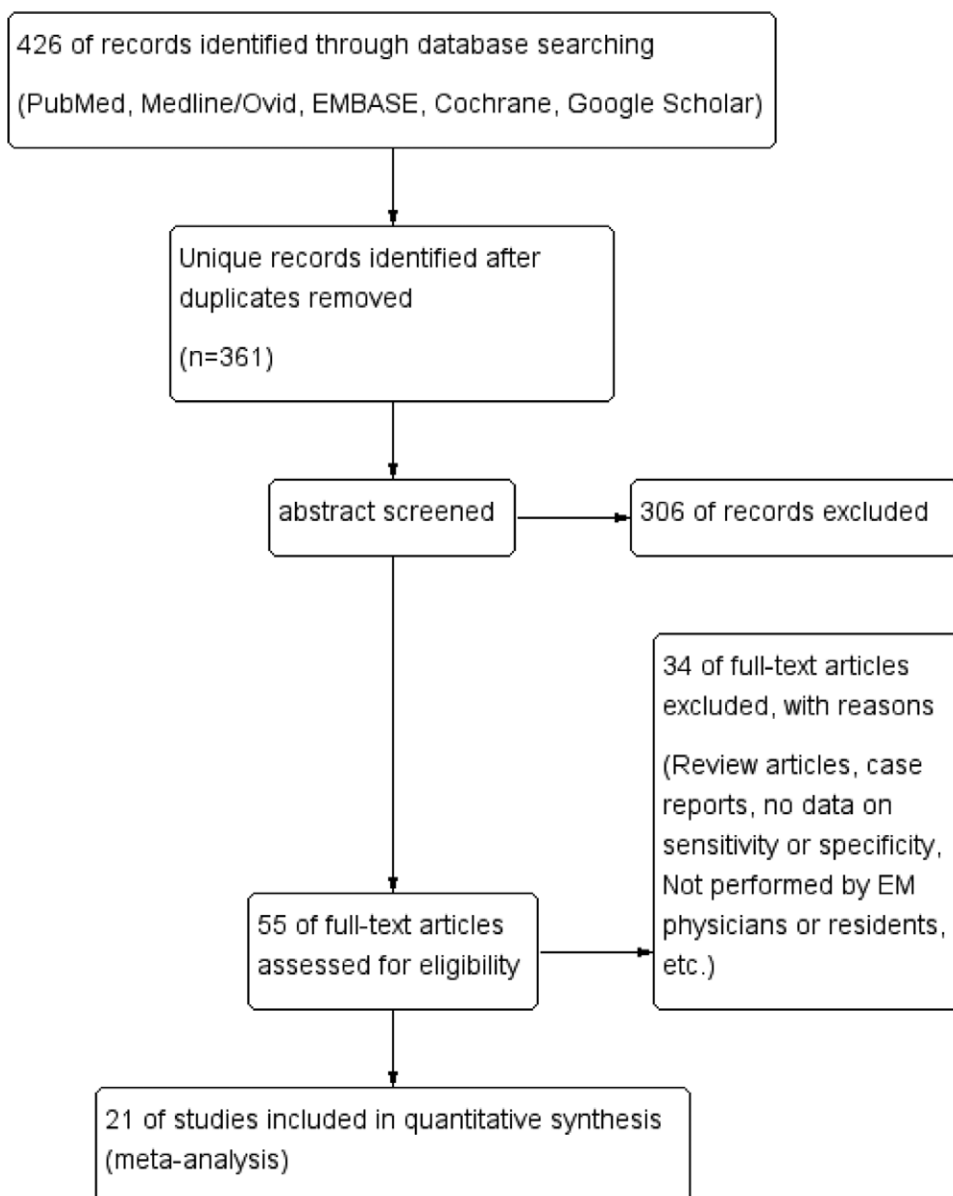 426 of records identified through database searching
(PubMed, Medline/Ovid, EMBASE, Cochrane, Google Scholar)
Unique records identified after
duplicates removed
(n=361)
abstract screened
306 of records excluded
34 of full-text articles
excluded, with reasons
(Review articles, case
reports, no data on
sensitivity or specificity,
Not performed by EM
physicians or residents,
etc.)
55 of full-text articles
assessed for eligibility
21 of studies included in quantitative synthesis
(meta-analysis)